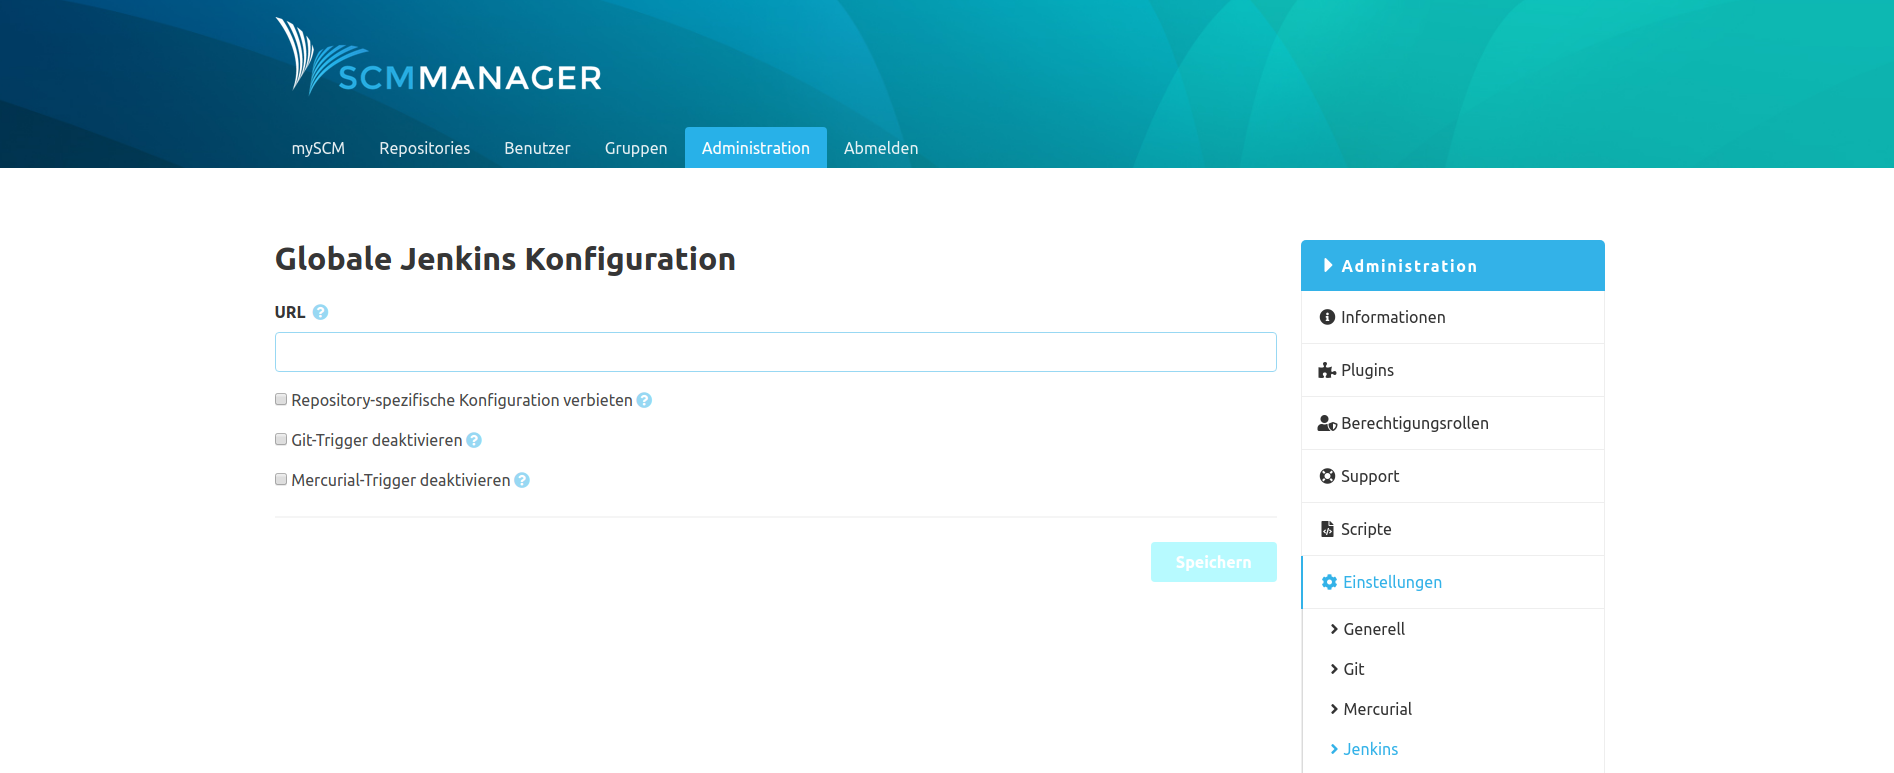 SCMMANAGER
mySCM Repositories Benutzer Gruppen Administration Abmelden
Globale Jenkins Konfiguration
URL
Repository-spezifische Konfiguration verbieten
Git-Trigger deaktivieren
Mercurial-Trigger deaktivieren
Speichern
Administration
Informationen
Plugins
Berechtigungsrollen
Support
Scripte
Einstellungen
Generell
Git
Mercurial
Jenkins